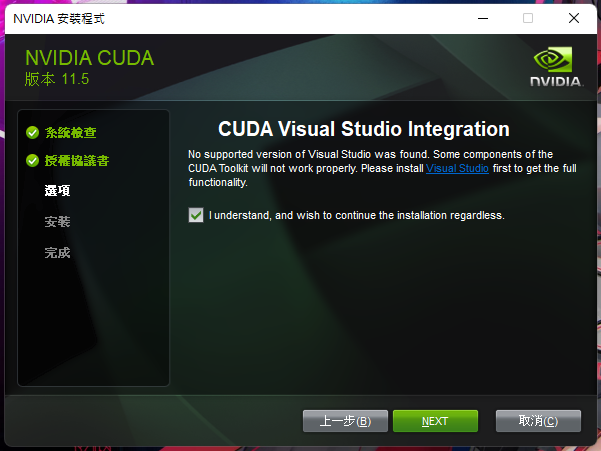 NVIDIA 安裝程式
NVIDIA CUDA
版本 11.5
NVIDIA.
系統檢查
授權協議書
選項
安裝
完成
CUDA Visual Studio Integration
No supported version of Visual Studio was found. Some components of the
CUDA Toolkit will not work properly. Please install Visual Studio first to get the full
functionality.
I understand, and wish to continue the installation regardless.
上一步(B)
NEXT
取消(C)